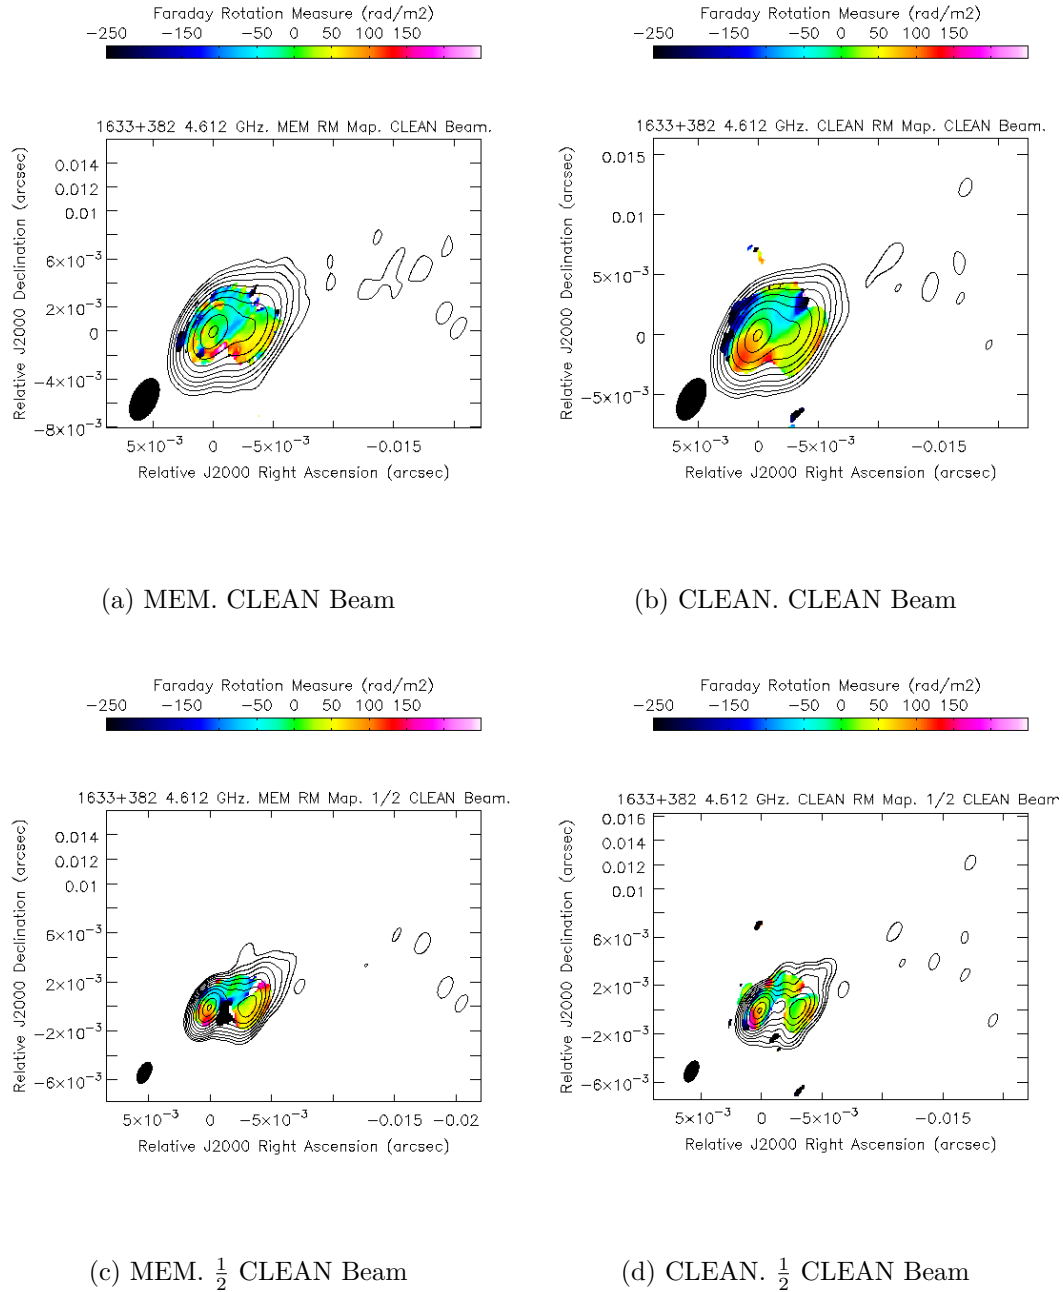 Faraday Rotation Measure (rad/m2)
−250 −150 −50 0 50 100 150
1633+382 4.612 GHz. MEM RM Map. CLEAN Beam.
Relative J2000 Declination (arcsec)
0.014
0.012
0.01
6×10⁻³
2×10⁻³
0
−4×10⁻³
−8×10⁻³
5×10⁻³ 0 −5×10⁻³ −0.015
Relative J2000 Right Ascension (arcsec)
(a) MEM. CLEAN Beam
Faraday Rotation Measure (rad/m2)
−250 −150 −50 0 50 100 150
1633+382 4.612 GHz. CLEAN RM Map. CLEAN Beam.
Relative J2000 Declination (arcsec)
0.015
0.01
5×10⁻³
0
−5×10⁻³
5×10⁻³ 0 −5×10⁻³ −0.015
Relative J2000 Right Ascension (arcsec)
(b) CLEAN. CLEAN Beam
Faraday Rotation Measure (rad/m2)
−250 −150 −50 0 50 100 150
1633+382 4.612 GHz. MEM RM Map. 1/2 CLEAN Beam.
Relative J2000 Declination (arcsec)
0.014
0.012
0.01
6×10⁻³
2×10⁻³
−2×10⁻³
−6×10⁻³
5×10⁻³ 0 −5×10⁻³ −0.015 −0.02
Relative J2000 Right Ascension (arcsec)
(c) MEM. ½ CLEAN Beam
Faraday Rotation Measure (rad/m2)
−250 −150 −50 0 50 100 150
1633+382 4.612 GHz. CLEAN RM Map. 1/2 CLEAN Beam
Relative J2000 Declination (arcsec)
0.016
0.014
0.012
0.01
6×10⁻³
2×10⁻³
−2×10⁻³
−6×10⁻³
5×10⁻³ 0 −5×10⁻³ −0.015
Relative J2000 Right Ascension (arcsec)
(d) CLEAN. ½ CLEAN Beam